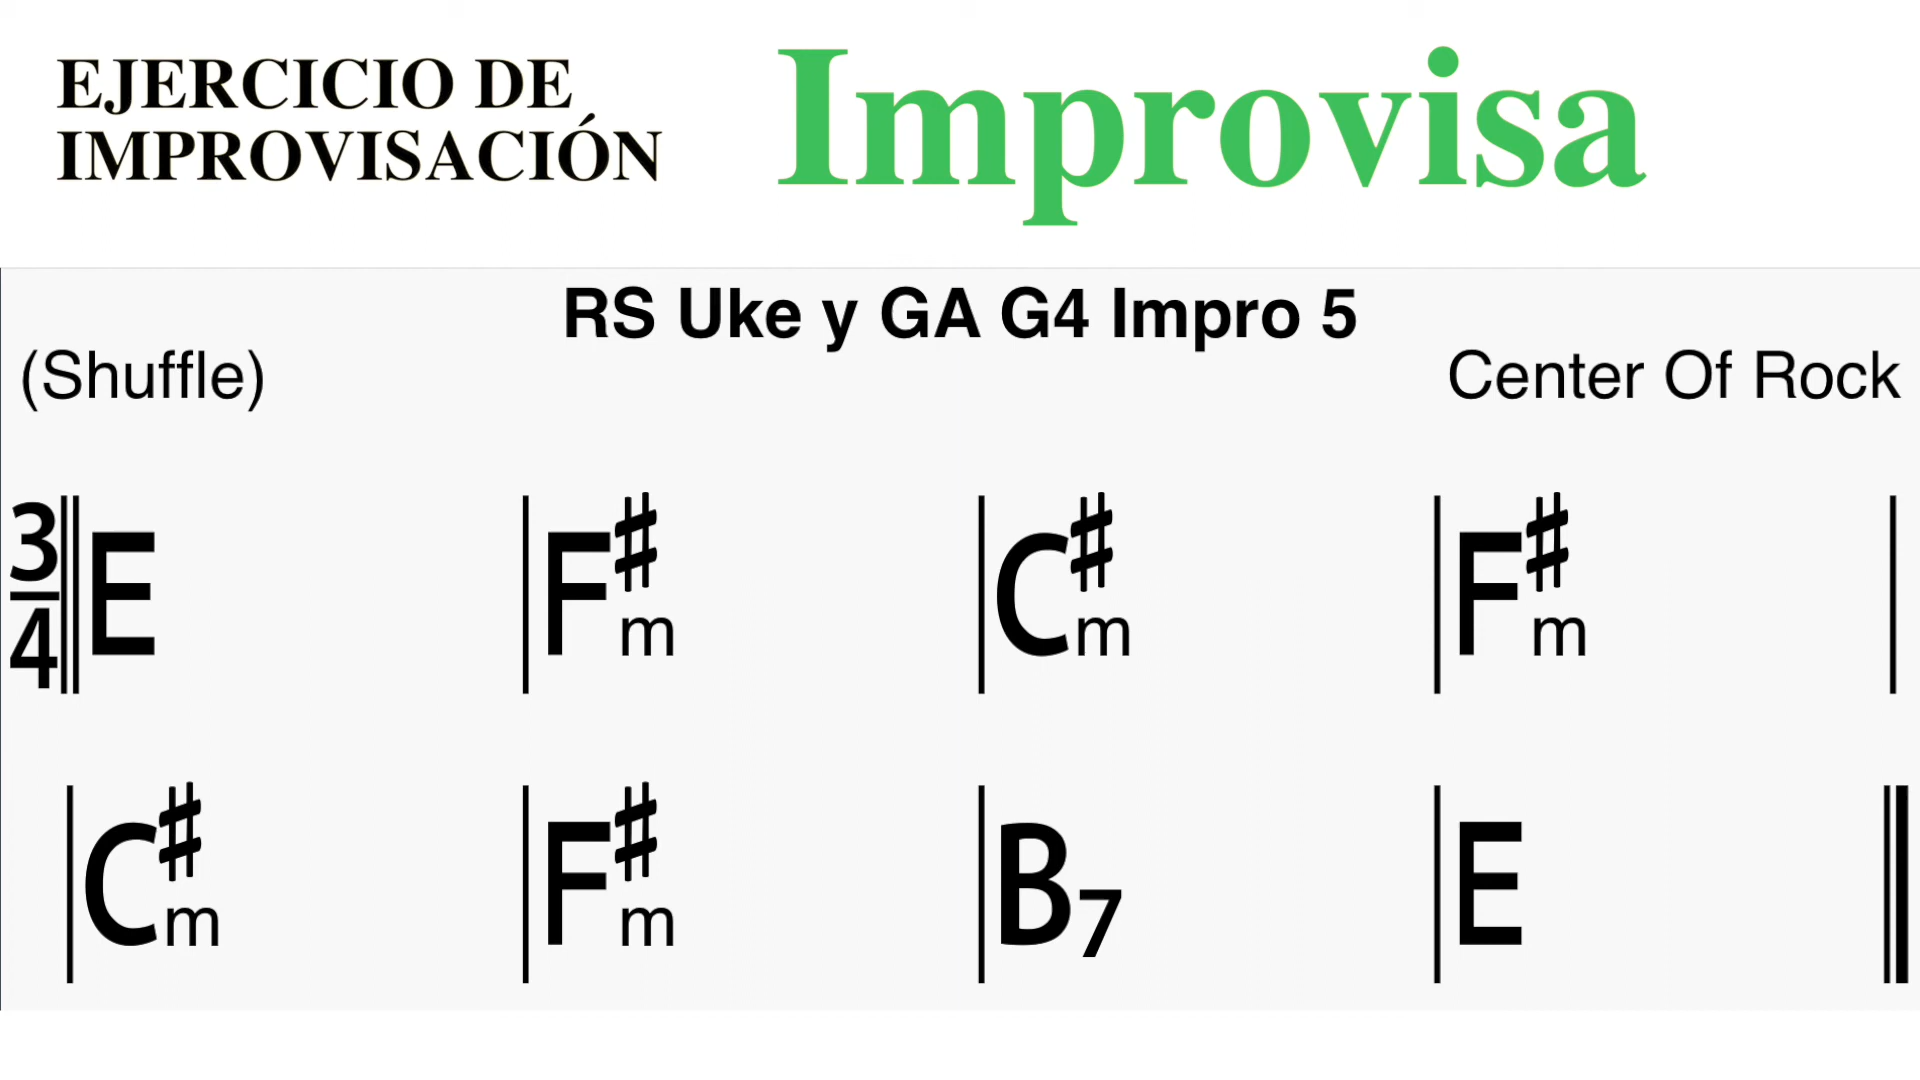 EJERCICIO DE
IMPROVISACIÓN
Improvisa
RS Uke y GA G4 Impro 5
(Shuffle)
Center Of Rock
3/4 E F♯m C♯m F♯m
C♯m F♯m B7 E